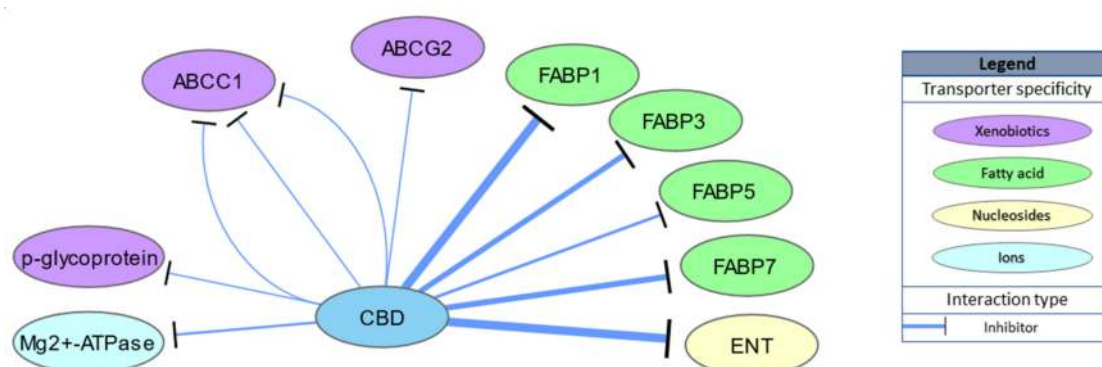 ABCG2
ABCC1
FABP1
FABP3
FABP5
p-glycoprotein
FABP7
CBD
Mg2+-ATPase
ENT
Legend
Transporter specificity
Xenobiotics
Fatty acid
Nucleosides
Ions
Interaction type
Inhibitor